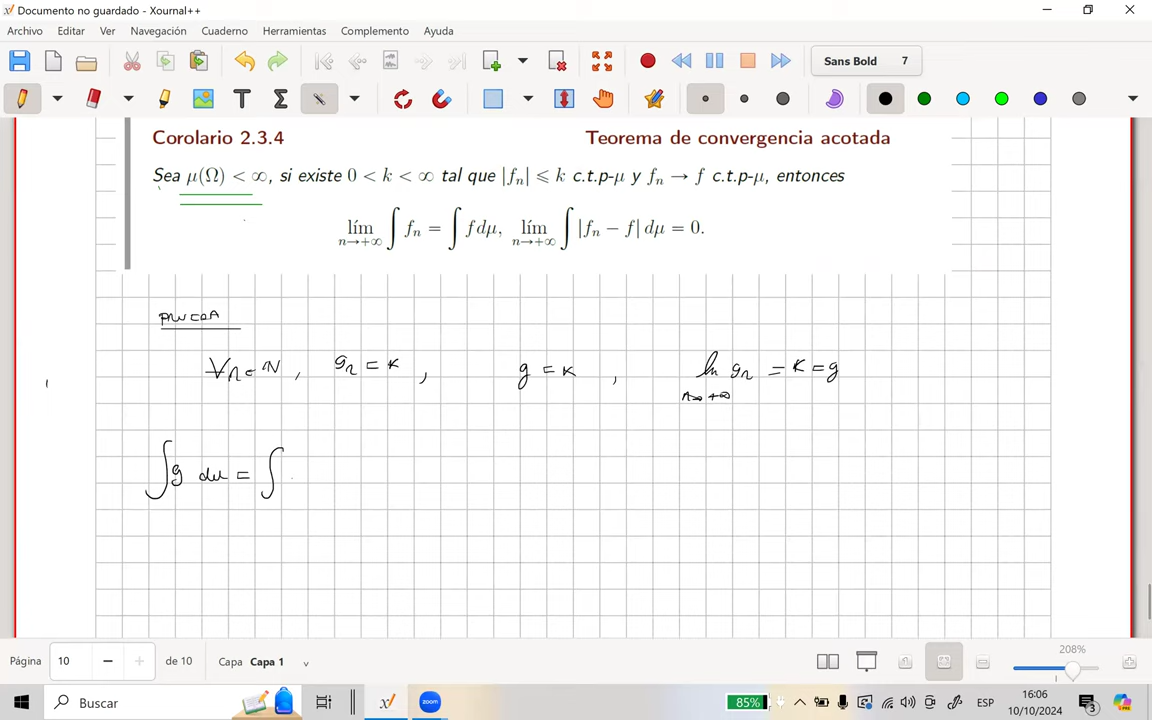 Documento no guardado - Xournal++
Archivo Editar Ver Navegación Cuaderno Herramientas Complemento Ayuda
Sans Bold 7
Corolario 2.3.4 Teorema de convergencia acotada
Sea μ(Ω) < ∞, si existe 0 < k < ∞ tal que |fₙ| ⩽ k c.t.p-μ y fₙ → f c.t.p-μ, entonces
lím n→+∞ ∫ fₙ = ∫ f dμ, lím n→+∞ ∫ |fₙ − f| dμ = 0.
PRUEBA
∀n∈ℕ, gₙ = K, g = K, lim n→+∞ gₙ = K = g
∫ g dμ = ∫
Página 10 de 10 Capa Capa 1 208%
Buscar zoom 85% ESP 16:06 3
10/10/2024